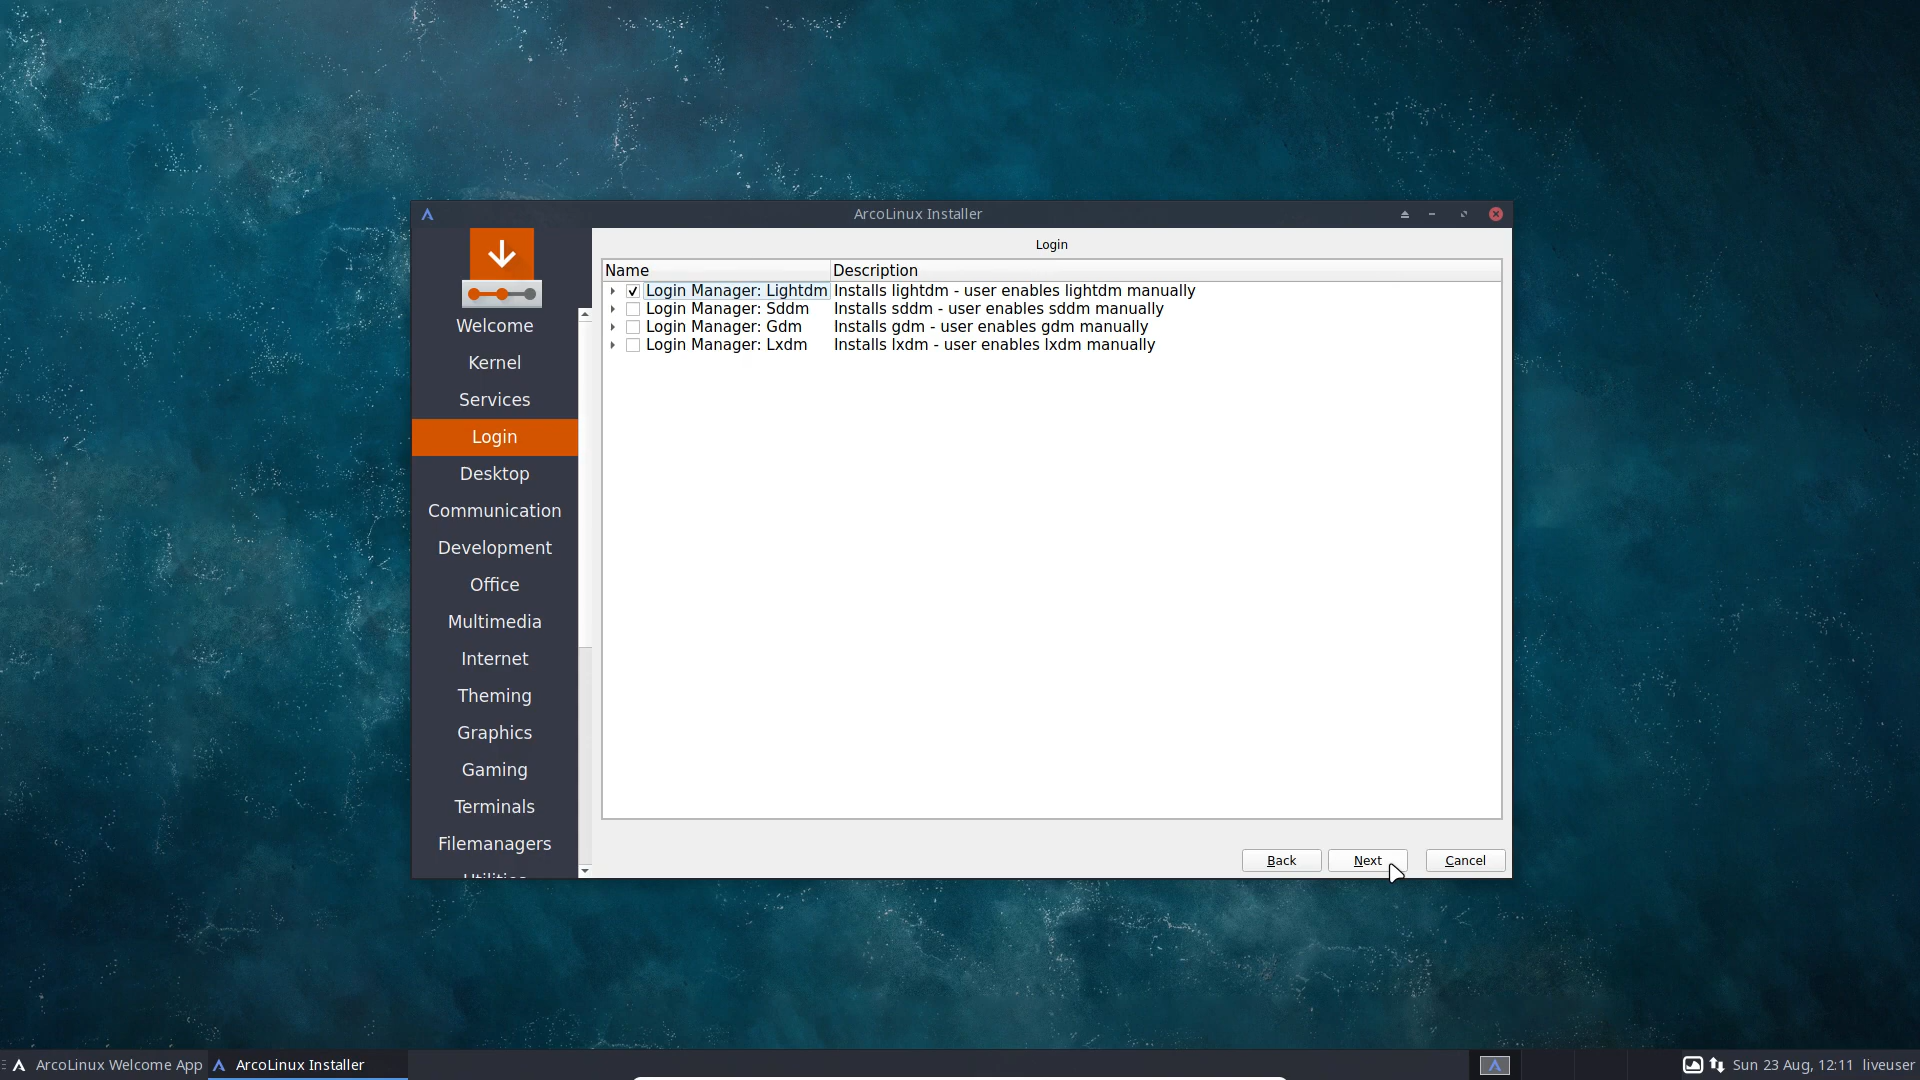 ArcoLinux Installer
Login
Name Description
Login Manager: Lightdm Installs lightdm - user enables lightdm manually
Login Manager: Sddm Installs sddm - user enables sddm manually
Login Manager: Gdm Installs gdm - user enables gdm manually
Login Manager: Lxdm Installs lxdm - user enables lxdm manually
Welcome
Kernel
Services
Login
Desktop
Communication
Development
Office
Multimedia
Internet
Theming
Graphics
Gaming
Terminals
Filemanagers
Utilities
Back Next Cancel
ArcoLinux Welcome App ArcoLinux Installer Sun 23 Aug, 12:11 liveuser